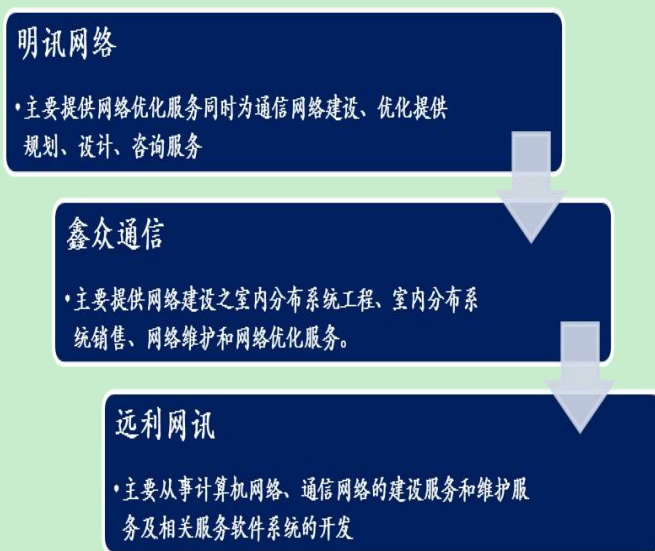 明讯网络
•主要提供网络优化服务同时为通信网络建设、优化提供
规划、设计、咨询服务
鑫众通信
•主要提供网络建设之室内分布系统工程、室内分布系
统销售、网络维护和网络优化服务。
远利网讯
•主要从事计算机网络、通信网络的建设服务和维护服
务及相关服务软件系统的开发